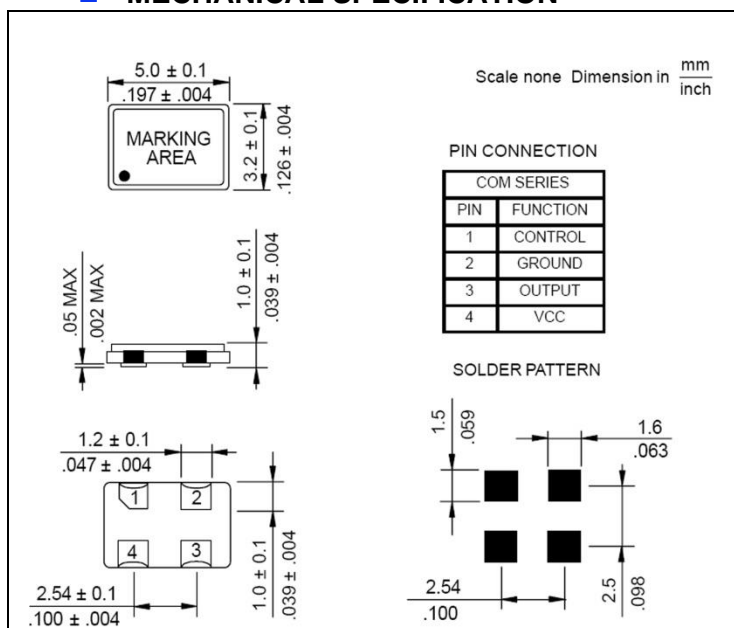 MECHANICAL SPECIFICATION
5.0 ± 0.1
.197 ± .004
MARKING
AREA
3.2 ± 0.1
.126 ± .004
Scale none Dimension in mm
inch
PIN CONNECTION
COM SERIES
PIN FUNCTION
1 CONTROL
2 GROUND
3 OUTPUT
4 VCC
.05 MAX
.002 MAX
1.0 ± 0.1
.039 ± .004
SOLDER PATTERN
1.2 ± 0.1
.047 ± .004
1 2
4 3
1.0 ± 0.1
.039 ± .004
2.54 ± 0.1
.100 ± .004
1.5
.059
1.6
.063
2.54
.100
2.5
.098